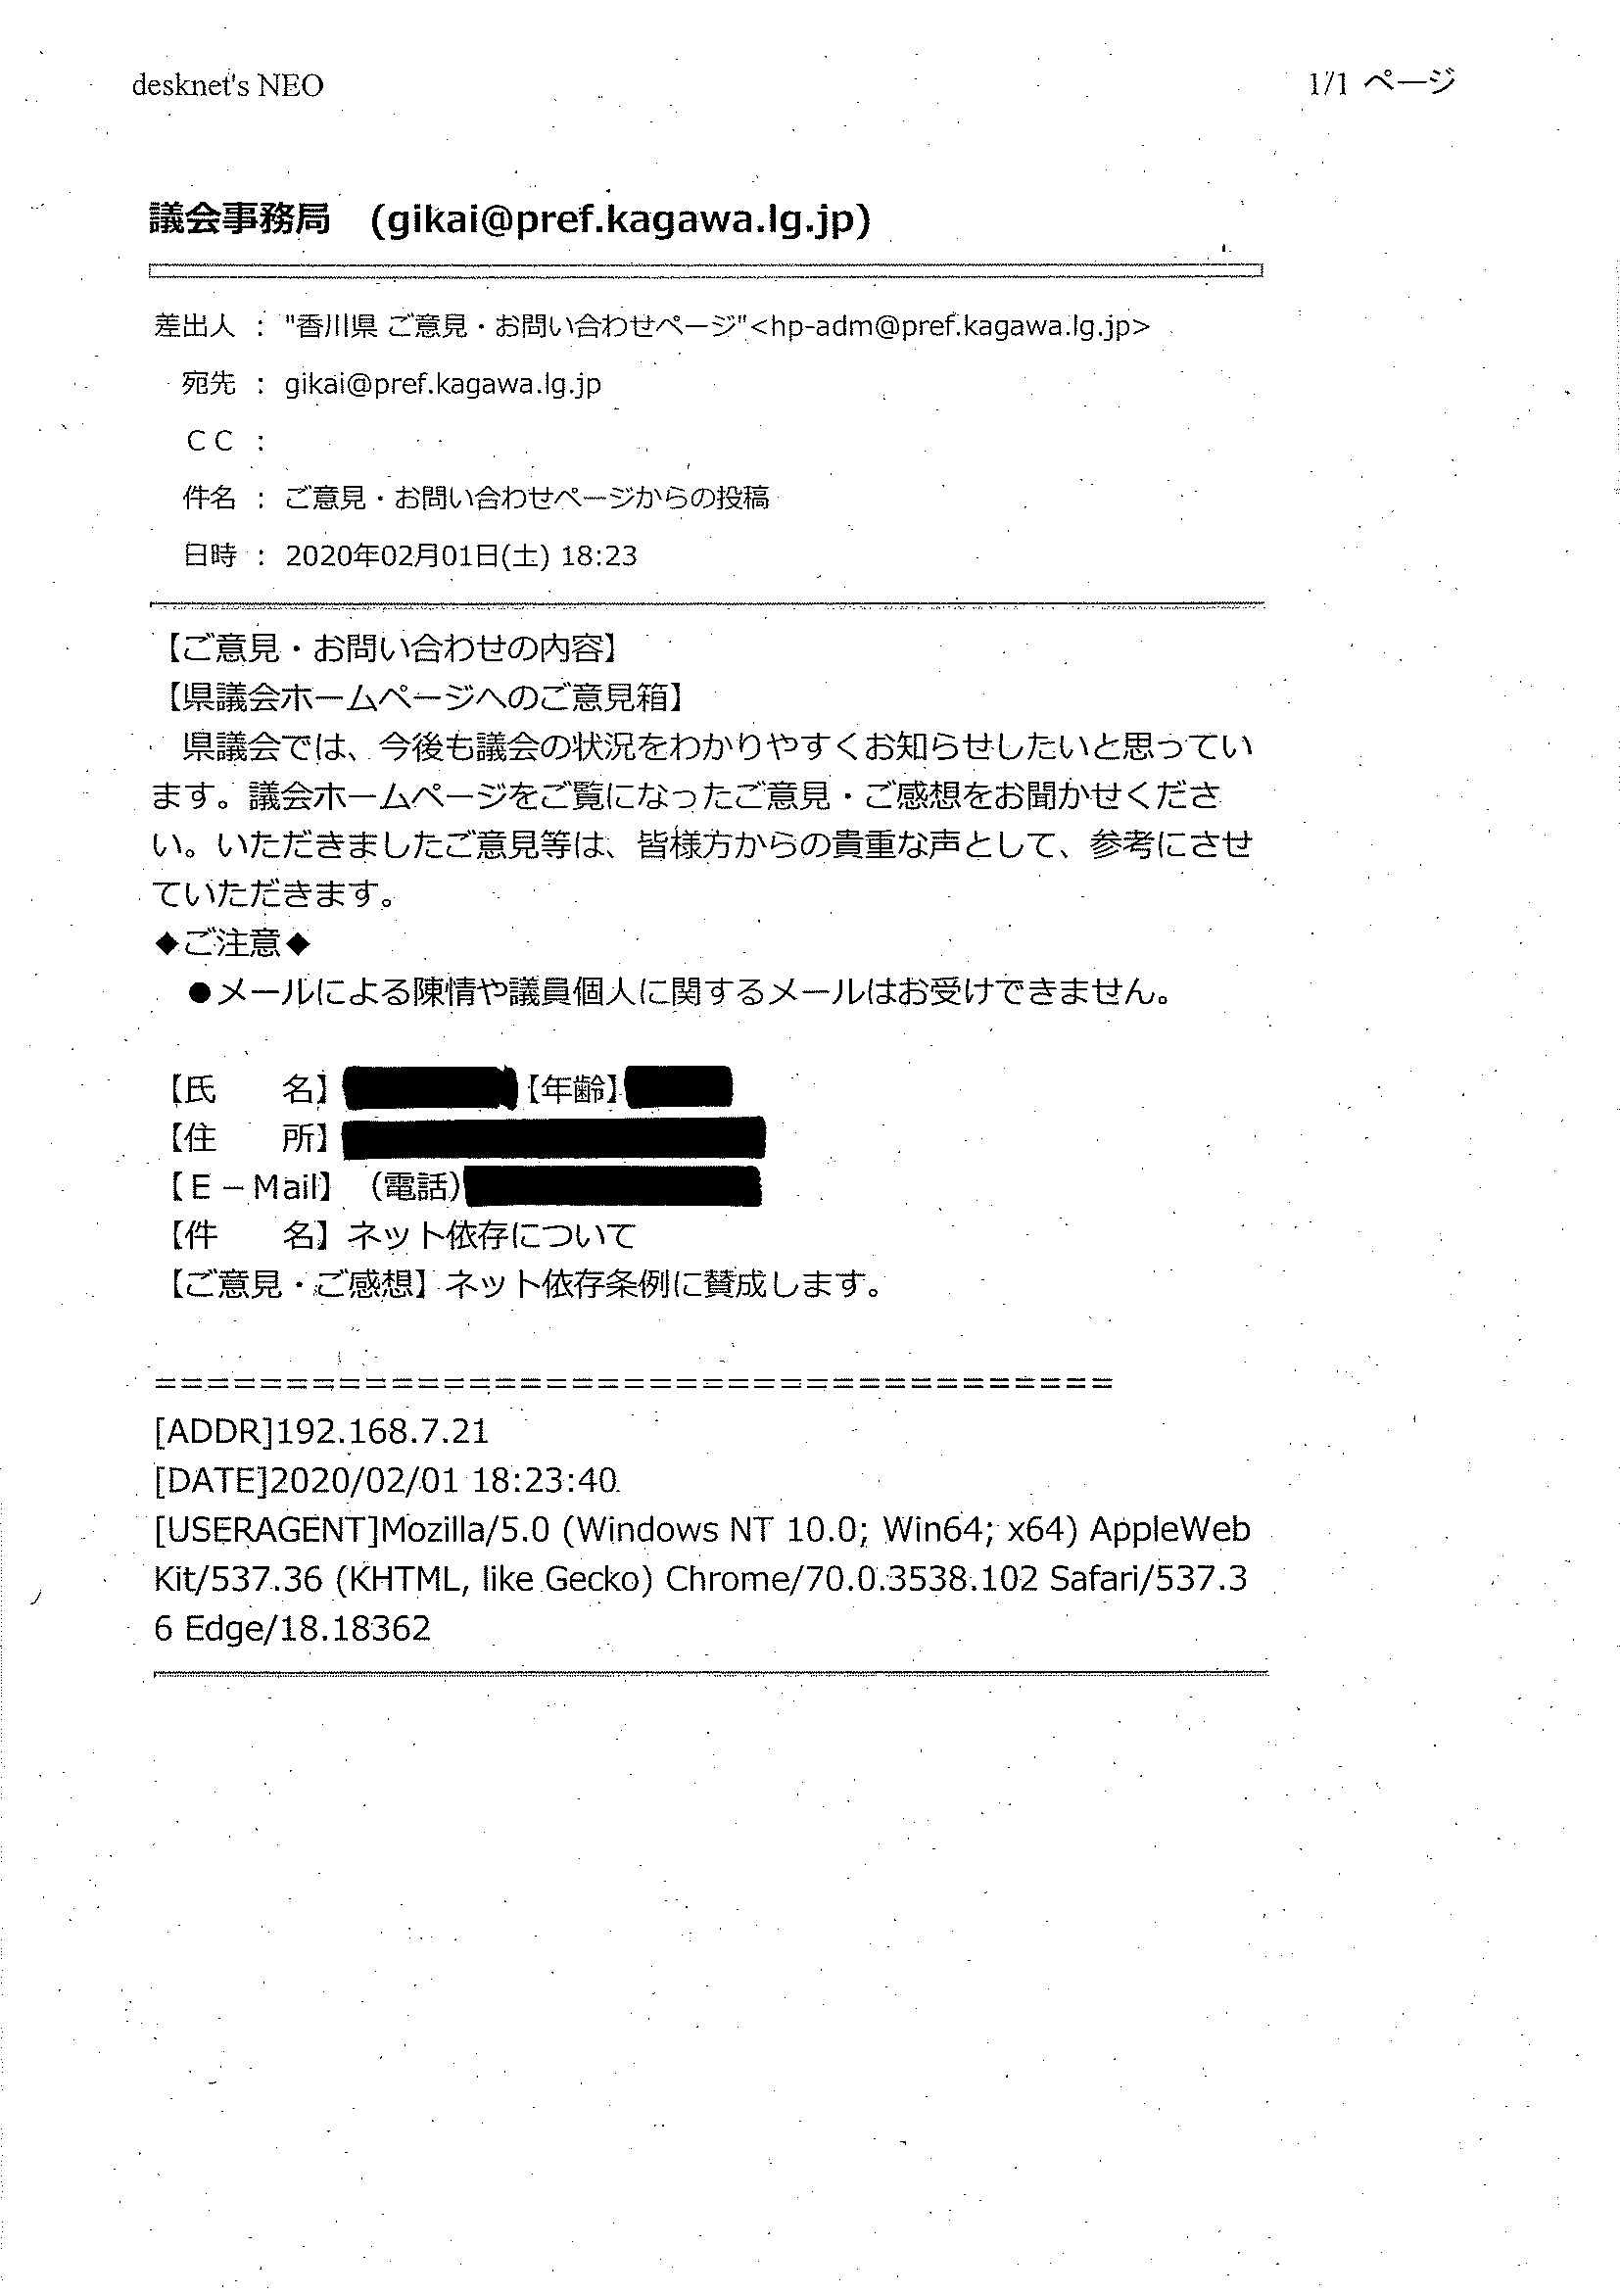 desknet's NEO
1/1 ページ
議会事務局　(gikai@pref.kagawa.lg.jp)
差出人 ： "香川県 ご意見・お問い合わせページ"<hp-adm@pref.kagawa.lg.jp>
宛先 ： gikai@pref.kagawa.lg.jp
ＣＣ ：
件名 ： ご意見・お問い合わせページからの投稿
日時 ： 2020年02月01日(土) 18:23
【ご意見・お問い合わせの内容】
【県議会ホームページへのご意見箱】
　県議会では、今後も議会の状況をわかりやすくお知らせしたいと思ってい
ます。議会ホームページをご覧になったご意見・ご感想をお聞かせくださ
い。いただきましたご意見等は、皆様方からの貴重な声として、参考にさせ
ていただきます。
◆ご注意◆
　●メールによる陳情や議員個人に関するメールはお受けできません。
【氏　　名】【年齢】
【住　　所】
【Ｅ－Mail】（電話）
【件　　名】ネット依存について
【ご意見・ご感想】ネット依存条例に賛成します。
=====================================
[ADDR]192.168.7.21
[DATE]2020/02/01 18:23:40
[USERAGENT]Mozilla/5.0 (Windows NT 10.0; Win64; x64) AppleWeb
Kit/537.36 (KHTML, like Gecko) Chrome/70.0.3538.102 Safari/537.3
6 Edge/18.18362